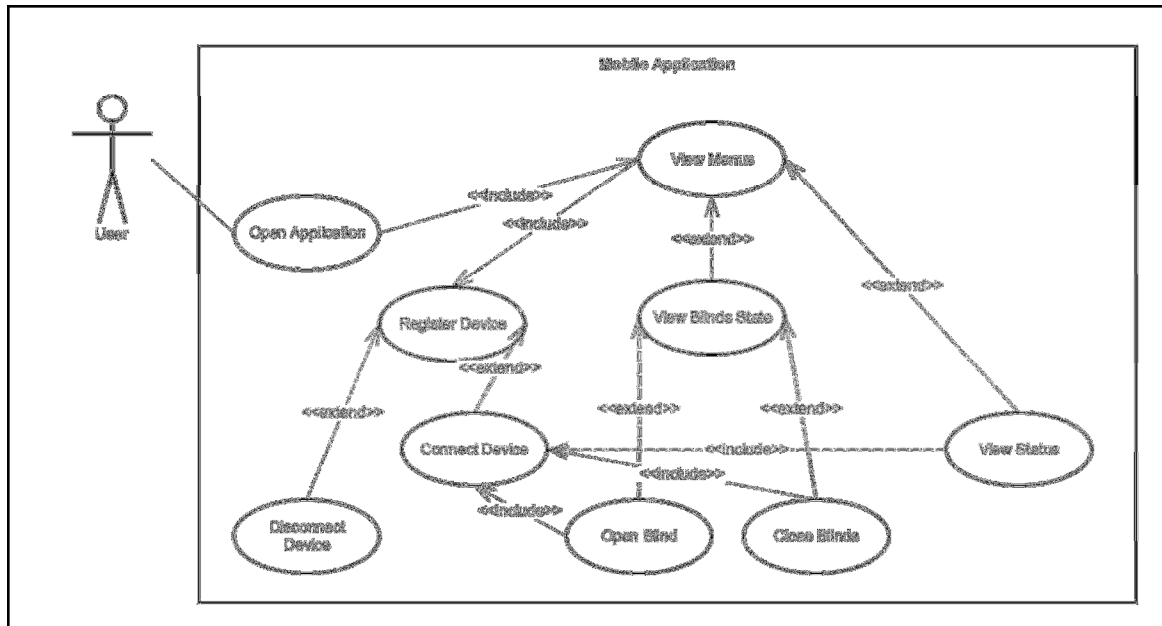 Mobile Application
View Menus
<<Include>>
<<Include>>
User
Open Application
<<extend>>
<<extend>>
Register Device
View Blinds State
<<extend>>
<<extend>>
<<extend>>
<<extend>>
Connect Device
<<Include>>
View Status
<<Include>>
<<Include>>
Disconnect
Device
Open Blind
Close Blinds